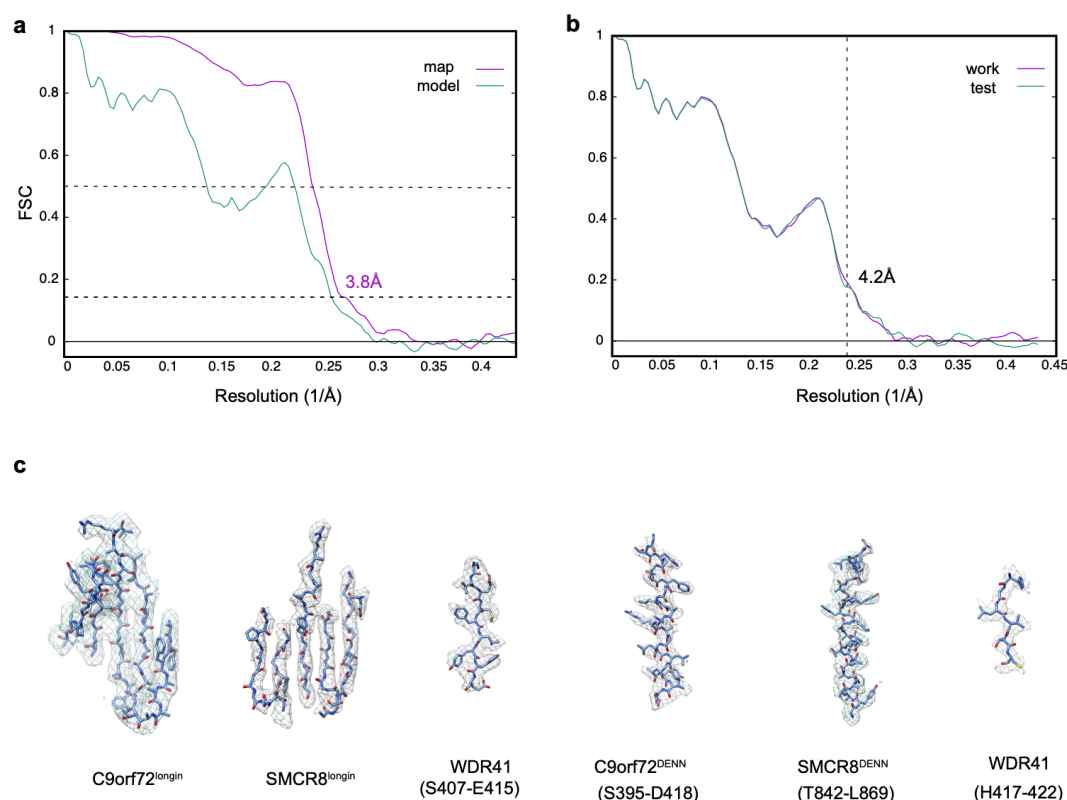 a
map
model
1
0.8
0.6
0.4
0.2
0
FSC
3.8Å
0 0.05 0.1 0.15 0.2 0.25 0.3 0.35 0.4
Resolution (1/Å)
b
work
test
1
0.8
0.6
0.4
0.2
0
4.2Å
0 0.05 0.1 0.15 0.2 0.25 0.3 0.35 0.4 0.45
Resolution (1/Å)
c
C9orf72longin
SMCR8longin
WDR41
(S407-E415)
C9orf72DENN
(S395-D418)
SMCR8DENN
(T842-L869)
WDR41
(H417-422)